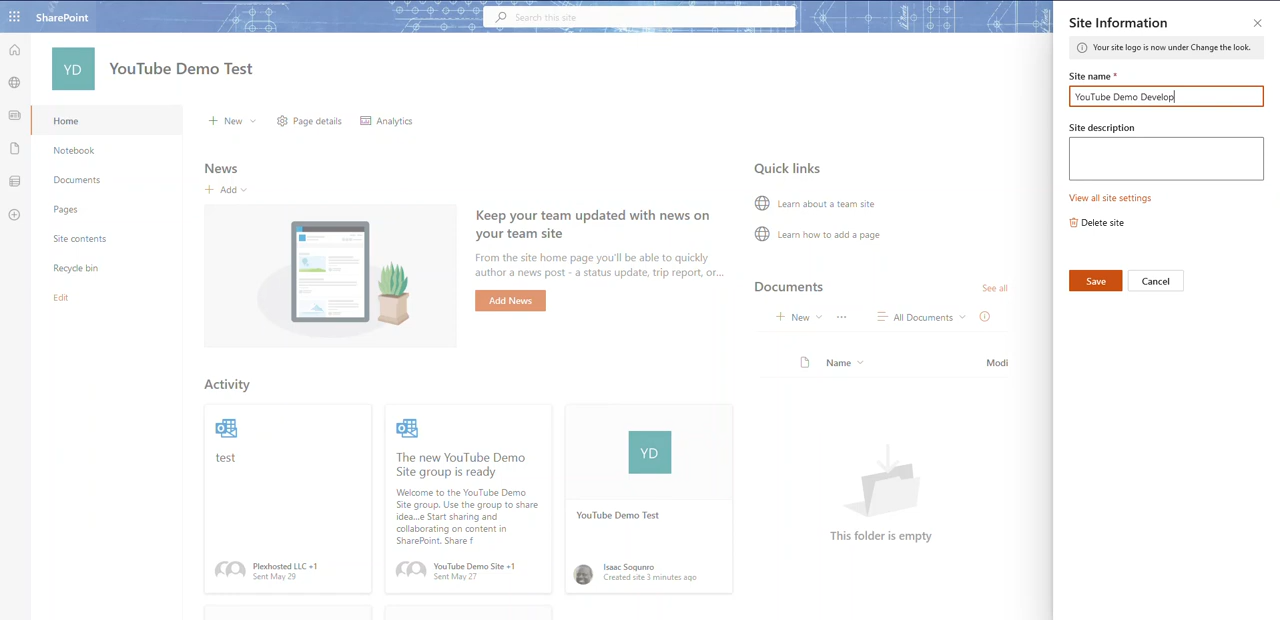 SharePoint
Search this site
YD
YouTube Demo Test
Home
Notebook
Documents
Pages
Site contents
Recycle bin
Edit
New
Page details
Analytics
News
Add
Keep your team updated with news on
your team site
From the site home page you'll be able to quickly
author a news post - a status update, trip report, or...
Add News
Activity
test
Plexhosted LLC +1
Sent May 29
The new YouTube Demo
Site group is ready
Welcome to the YouTube Demo
Site group. Use the group to share
idea...e Start sharing and
collaborating on content in
SharePoint. Share f
YouTube Demo Site +1
Sent May 27
YD
YouTube Demo Test
Isaac Sogunro
Created site 3 minutes ago
Quick links
Learn about a team site
Learn how to add a page
Documents
See all
New
...
All Documents
Name
Modi
This folder is empty
Site Information
Your site logo is now under Change the look.
Site name *
YouTube Demo Develop
Site description
View all site settings
Delete site
Save
Cancel